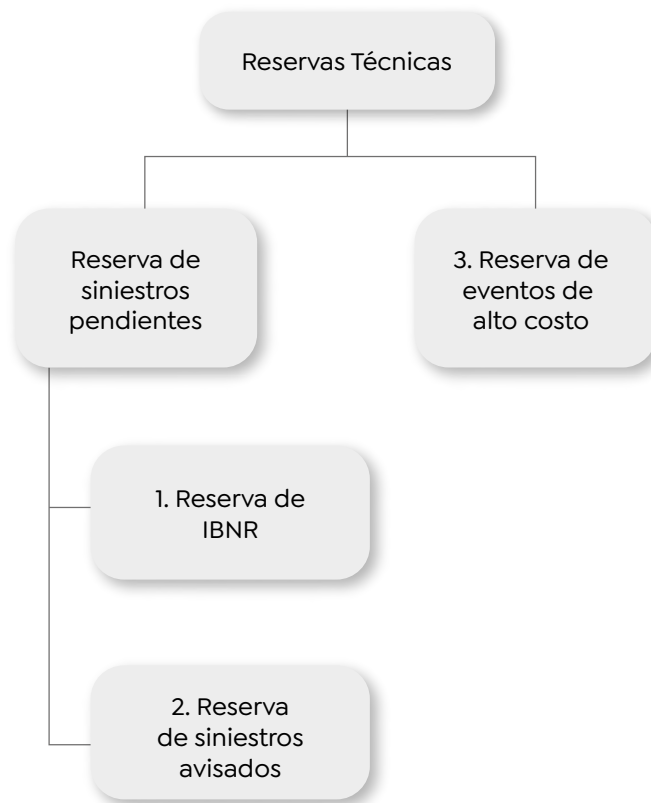 Reservas Técnicas
Reserva de
siniestros
pendientes
3. Reserva de
eventos de
alto costo
1. Reserva de
IBNR
2. Reserva
de siniestros
avisados